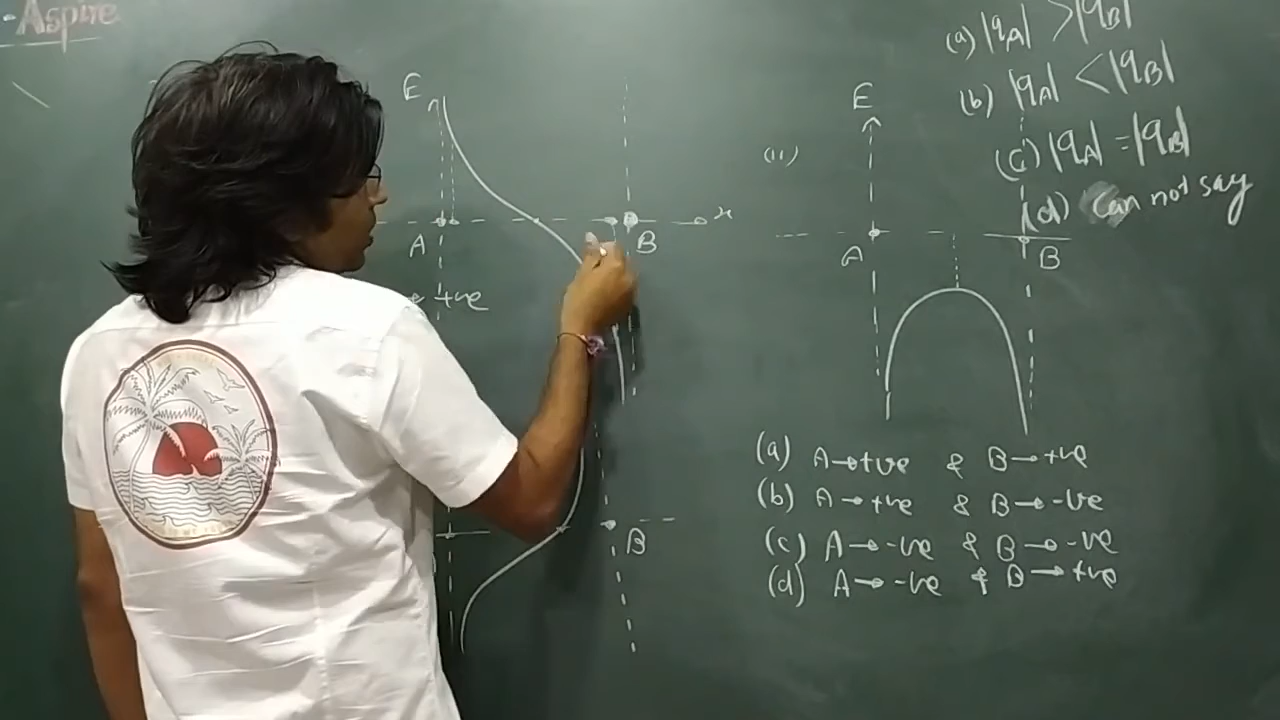 - Aspire
E
A
B
x
+ve
B
(a) |qA| > |qB|
(b) |qA| < |qB|
(c) |qA| = |qB|
(d) Can not say
(ii)
E
A
B
(a) A → +ve & B → +ve
(b) A → +ve & B → -ve
(c) A → -ve & B → -ve
(d) A → -ve & B → +ve